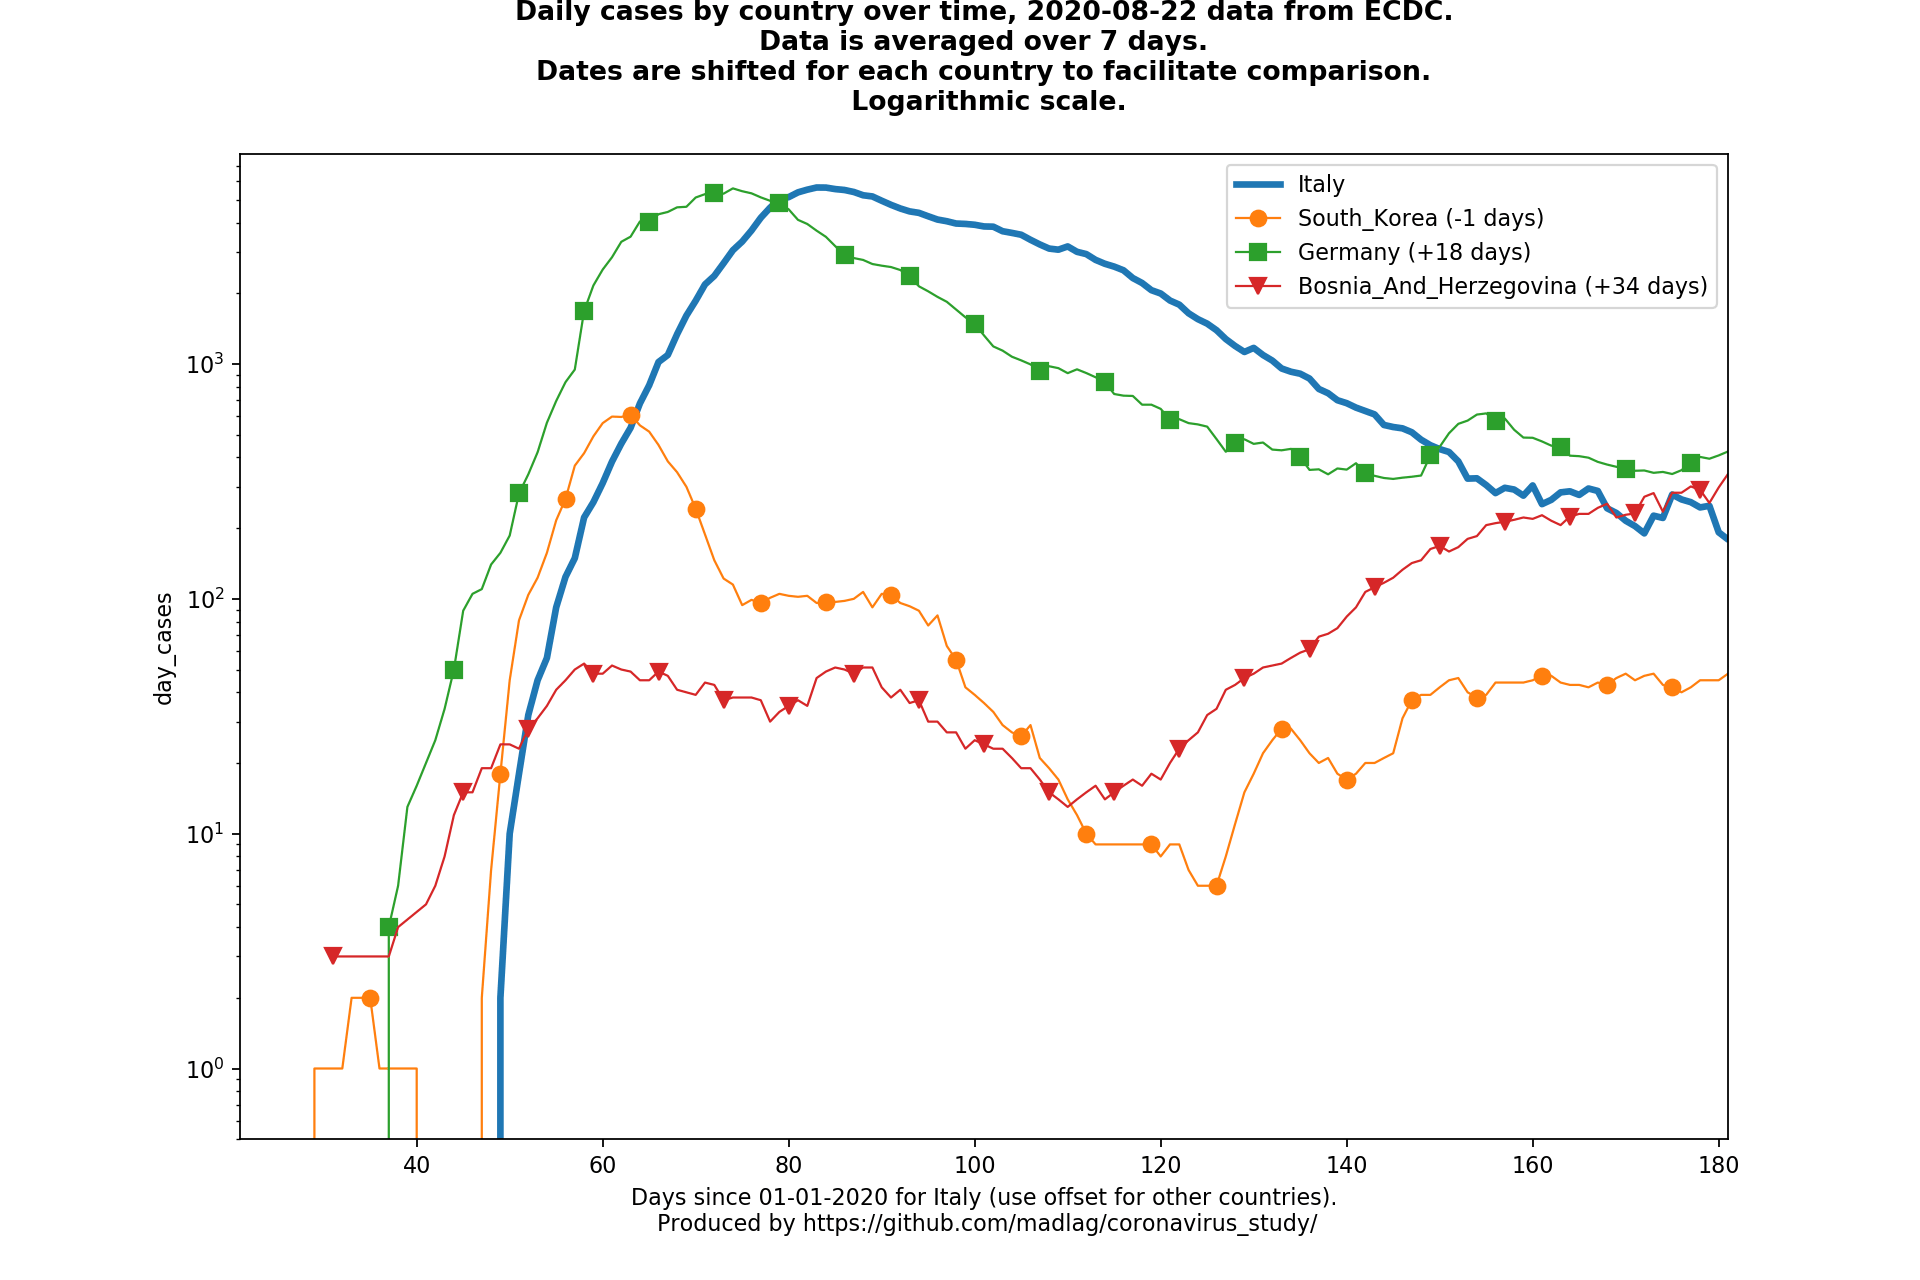 Daily cases by country over time, 2020-08-22 data from ECDC.
Data is averaged over 7 days.
Dates are shifted for each country to facilitate comparison.
Logarithmic scale.
Italy
South_Korea (-1 days)
Germany (+18 days)
Bosnia_And_Herzegovina (+34 days)
day_cases
10³
10²
10¹
10⁰
40 60 80 100 120 140 160 180
Days since 01-01-2020 for Italy (use offset for other countries).
Produced by https://github.com/madlag/coronavirus_study/